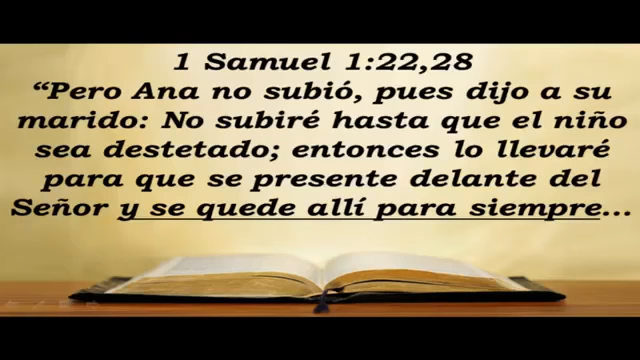 1 Samuel 1:22,28
“Pero Ana no subió, pues dijo a su
marido: No subiré hasta que el niño
sea destetado; entonces lo llevaré
para que se presente delante del
Señor y se quede allí para siempre...